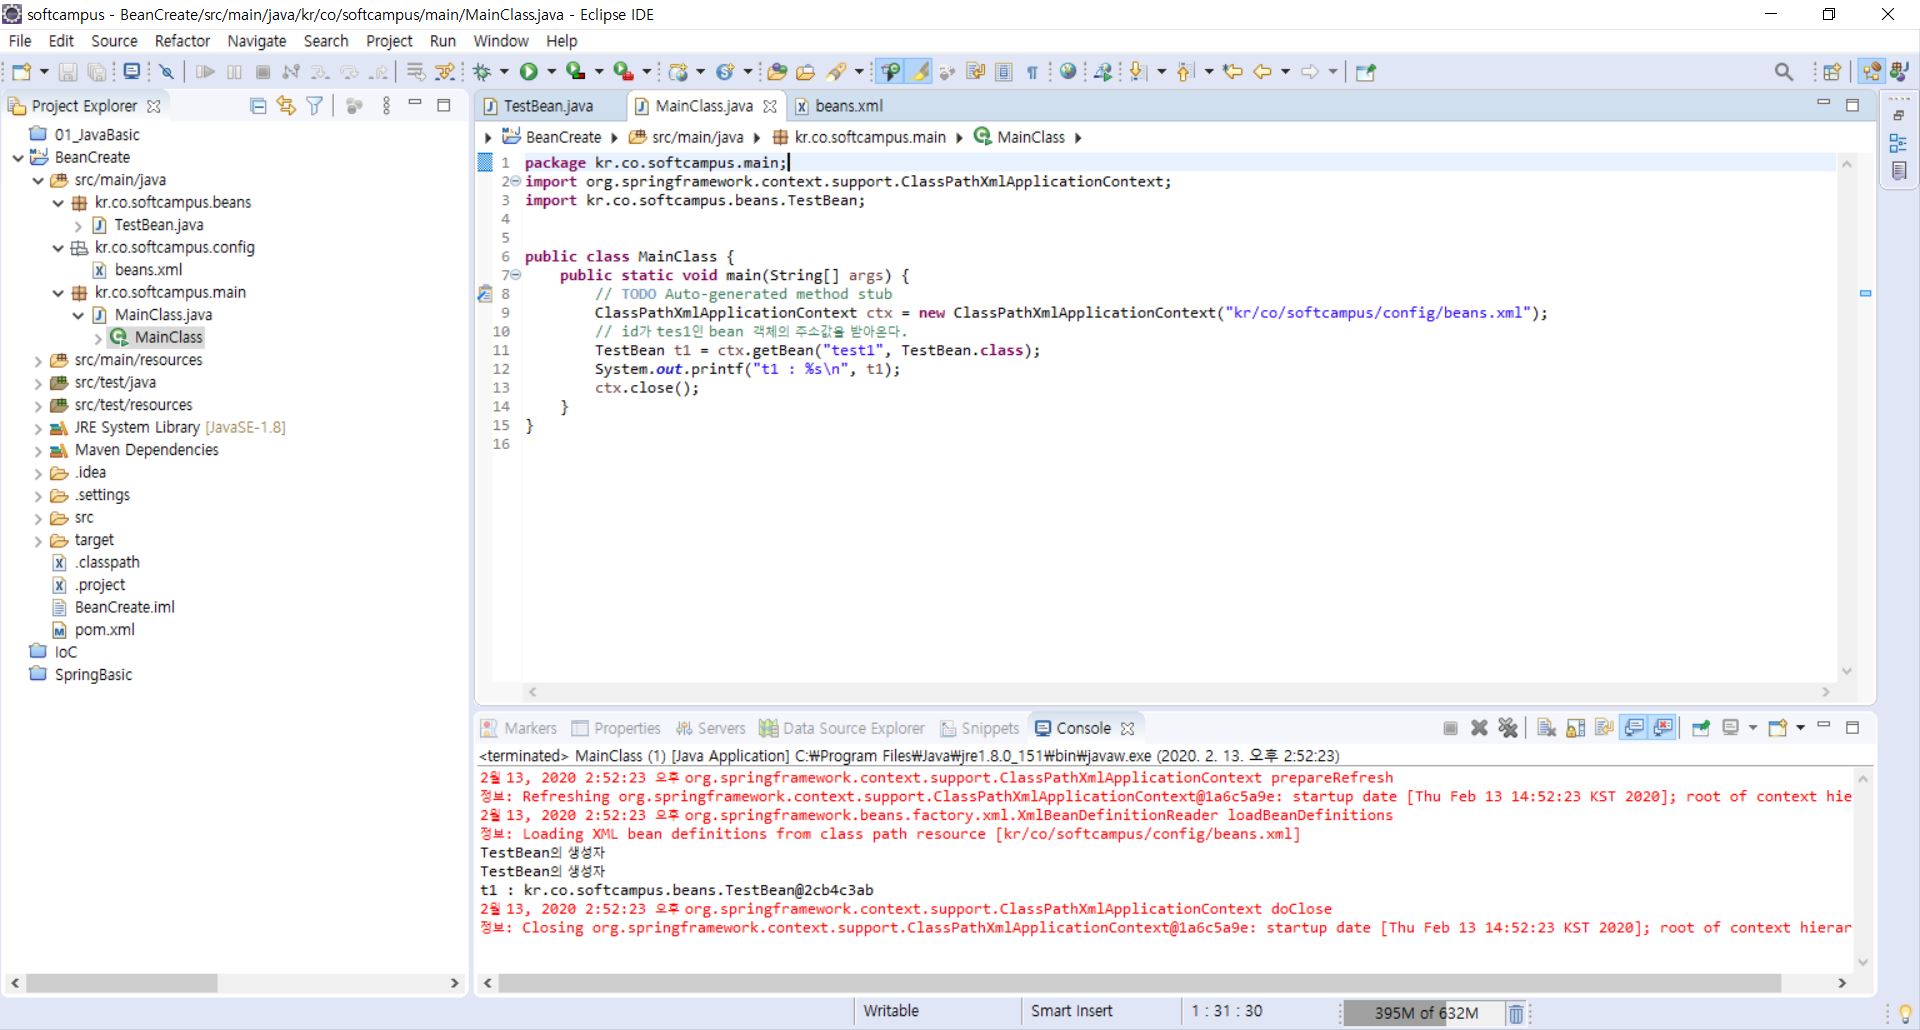 softcampus - BeanCreate/src/main/java/kr/co/softcampus/main/MainClass.java - Eclipse IDE
File Edit Source Refactor Navigate Search Project Run Window Help
Project Explorer
01_JavaBasic
BeanCreate
src/main/java
kr.co.softcampus.beans
TestBean.java
kr.co.softcampus.config
beans.xml
kr.co.softcampus.main
MainClass.java
MainClass
src/main/resources
src/test/java
src/test/resources
JRE System Library [JavaSE-1.8]
Maven Dependencies
.idea
.settings
src
target
.classpath
.project
BeanCreate.iml
pom.xml
IoC
SpringBasic
TestBean.java MainClass.java beans.xml
BeanCreate src/main/java kr.co.softcampus.main MainClass
1 package kr.co.softcampus.main;
2 import org.springframework.context.support.ClassPathXmlApplicationContext;
3 import kr.co.softcampus.beans.TestBean;
4
5
6 public class MainClass {
7 public static void main(String[] args) {
8 // TODO Auto-generated method stub
9 ClassPathXmlApplicationContext ctx = new ClassPathXmlApplicationContext("kr/co/softcampus/config/beans.xml");
10 // id가 tes1인 bean 객체의 주소값을 받아온다.
11 TestBean t1 = ctx.getBean("test1", TestBean.class);
12 System.out.printf("t1 : %s\n", t1);
13 ctx.close();
14 }
15 }
16
Markers Properties Servers Data Source Explorer Snippets Console
<terminated> MainClass (1) [Java Application] C:₩Program Files₩Java₩jre1.8.0_151₩bin₩javaw.exe (2020. 2. 13. 오후 2:52:23)
2월 13, 2020 2:52:23 오후 org.springframework.context.support.ClassPathXmlApplicationContext prepareRefresh
정보: Refreshing org.springframework.context.support.ClassPathXmlApplicationContext@1a6c5a9e: startup date [Thu Feb 13 14:52:23 KST 2020]; root of context hie
2월 13, 2020 2:52:23 오후 org.springframework.beans.factory.xml.XmlBeanDefinitionReader loadBeanDefinitions
정보: Loading XML bean definitions from class path resource [kr/co/softcampus/config/beans.xml]
TestBean의 생성자
TestBean의 생성자
t1 : kr.co.softcampus.beans.TestBean@2cb4c3ab
2월 13, 2020 2:52:23 오후 org.springframework.context.support.ClassPathXmlApplicationContext doClose
정보: Closing org.springframework.context.support.ClassPathXmlApplicationContext@1a6c5a9e: startup date [Thu Feb 13 14:52:23 KST 2020]; root of context hierar
Writable Smart Insert 1 : 31 : 30 395M of 632M